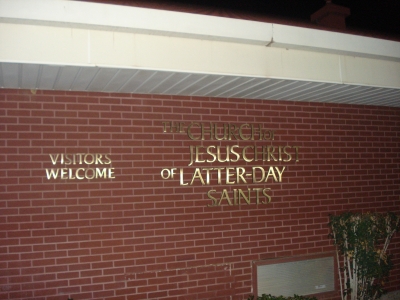 VISITORS
WELCOME
THE CHURCH OF
JESUS CHRIST
OF LATTER-DAY
SAINTS